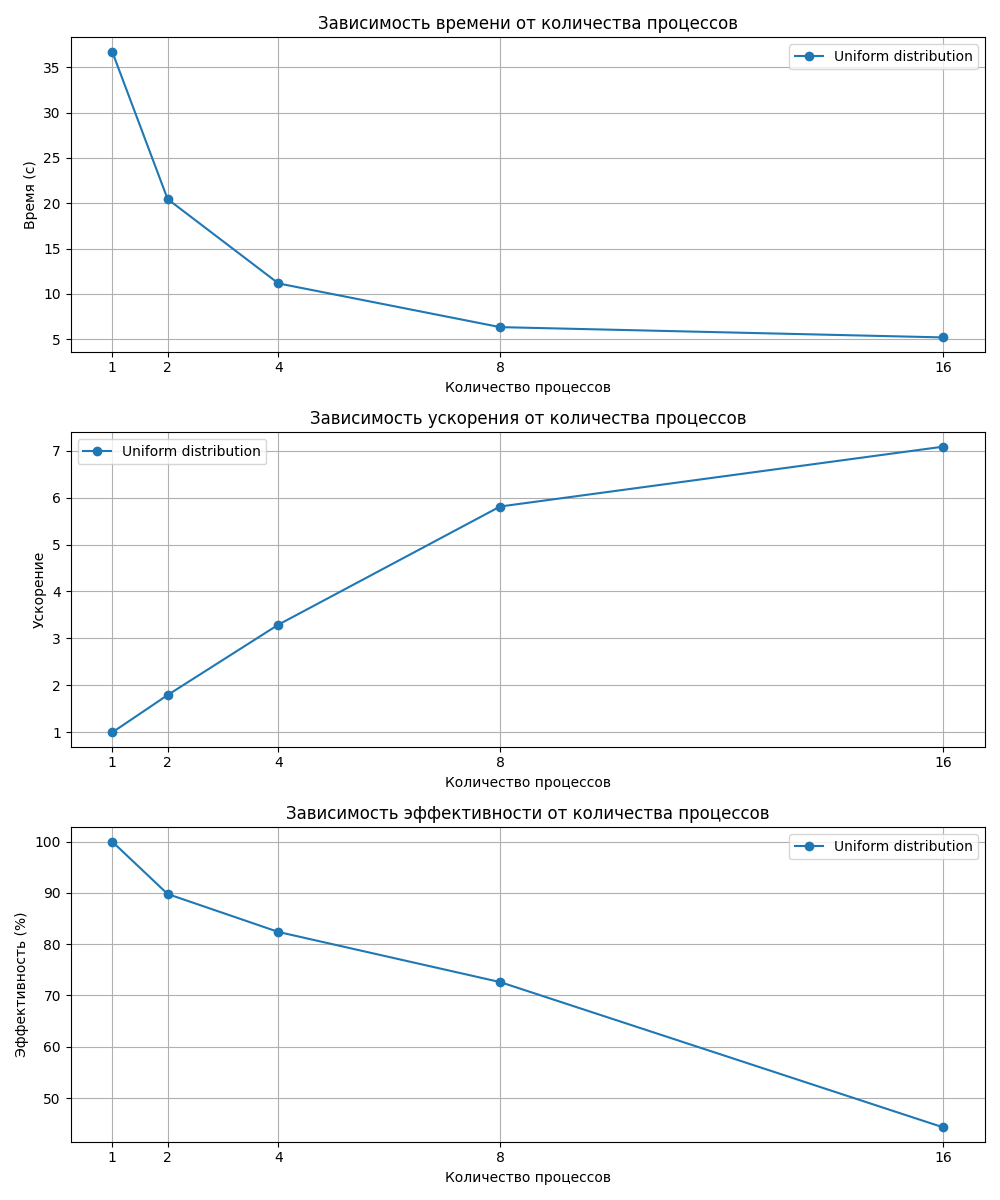 Зависимость времени от количества процессов
Uniform distribution
35
30
25
20
15
10
5
Время (с)
1 2 4 8 16
Количество процессов
Зависимость ускорения от количества процессов
Uniform distribution
7
6
5
4
3
2
1
Ускорение
1 2 4 8 16
Количество процессов
Зависимость эффективности от количества процессов
Uniform distribution
100
90
80
70
60
50
Эффективность (%)
1 2 4 8 16
Количество процессов